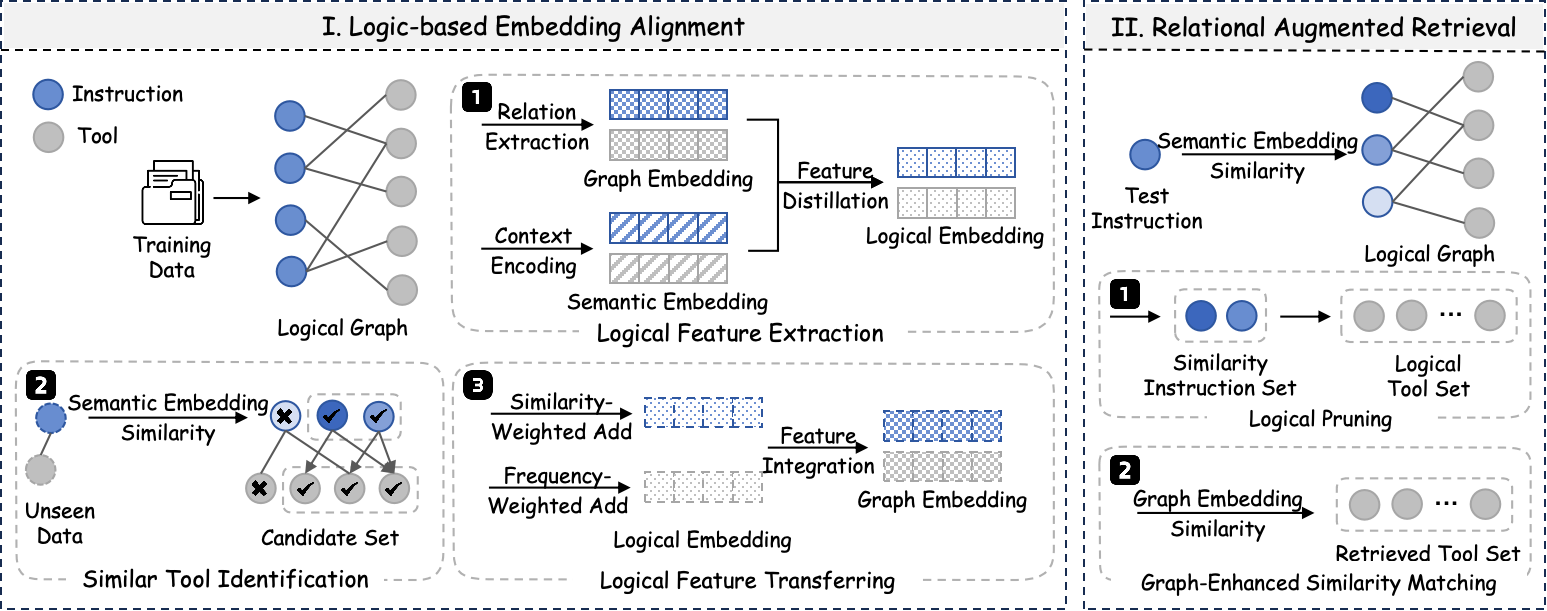 I. Logic-based Embedding Alignment
Instruction
Tool
Training
Data
Logical Graph
1
Relation
Extraction
Graph Embedding
Context
Encoding
Semantic Embedding
Feature
Distillation
Logical Embedding
Logical Feature Extraction
2
Semantic Embedding
Similarity
Unseen
Data
Candidate Set
Similar Tool Identification
3
Similarity-
Weighted Add
Frequency-
Weighted Add
Logical Embedding
Feature
Integration
Graph Embedding
Logical Feature Transferring
II. Relational Augmented Retrieval
Test
Instruction
Semantic Embedding
Similarity
Logical Graph
1
Similarity
Instruction Set
...
Logical
Tool Set
Logical Pruning
2
Graph Embedding
Similarity
...
Retrieved Tool Set
Graph-Enhanced Similarity Matching